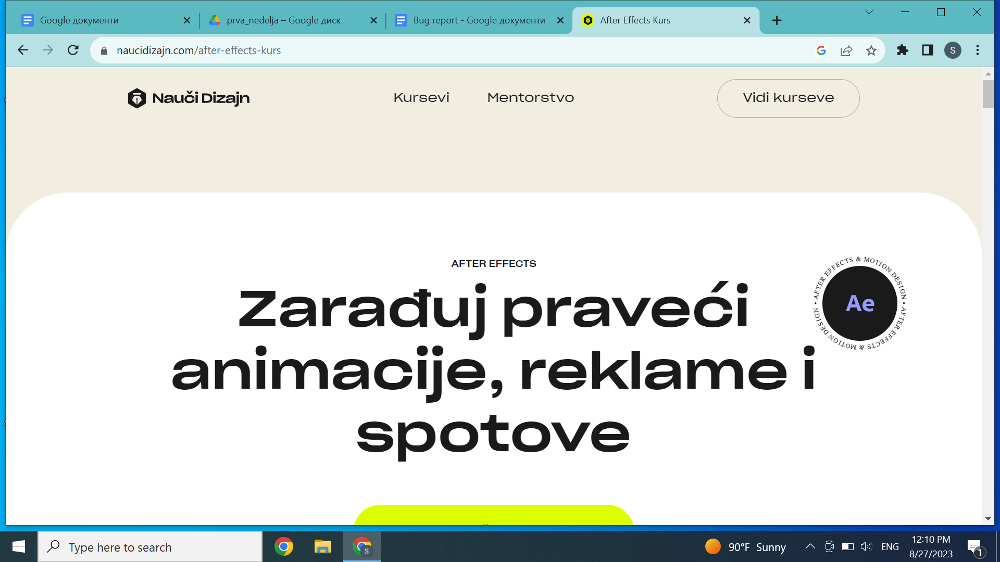 Google документи
prva_nedelja – Google диск
Bug report - Google документи
After Effects Kurs
naucidizajn.com/after-effects-kurs
S
Nauči Dizajn
Kursevi
Mentorstvo
Vidi kurseve
AFTER EFFECTS
Zarađuj praveći
animacije, reklame i
spotove
AFTER EFFECTS & MOTION DESIGN • AFTER EFFECTS & MOTION DESIGN •
Ae
Type here to search
S
90°F Sunny
ENG
12:10 PM
8/27/2023
1